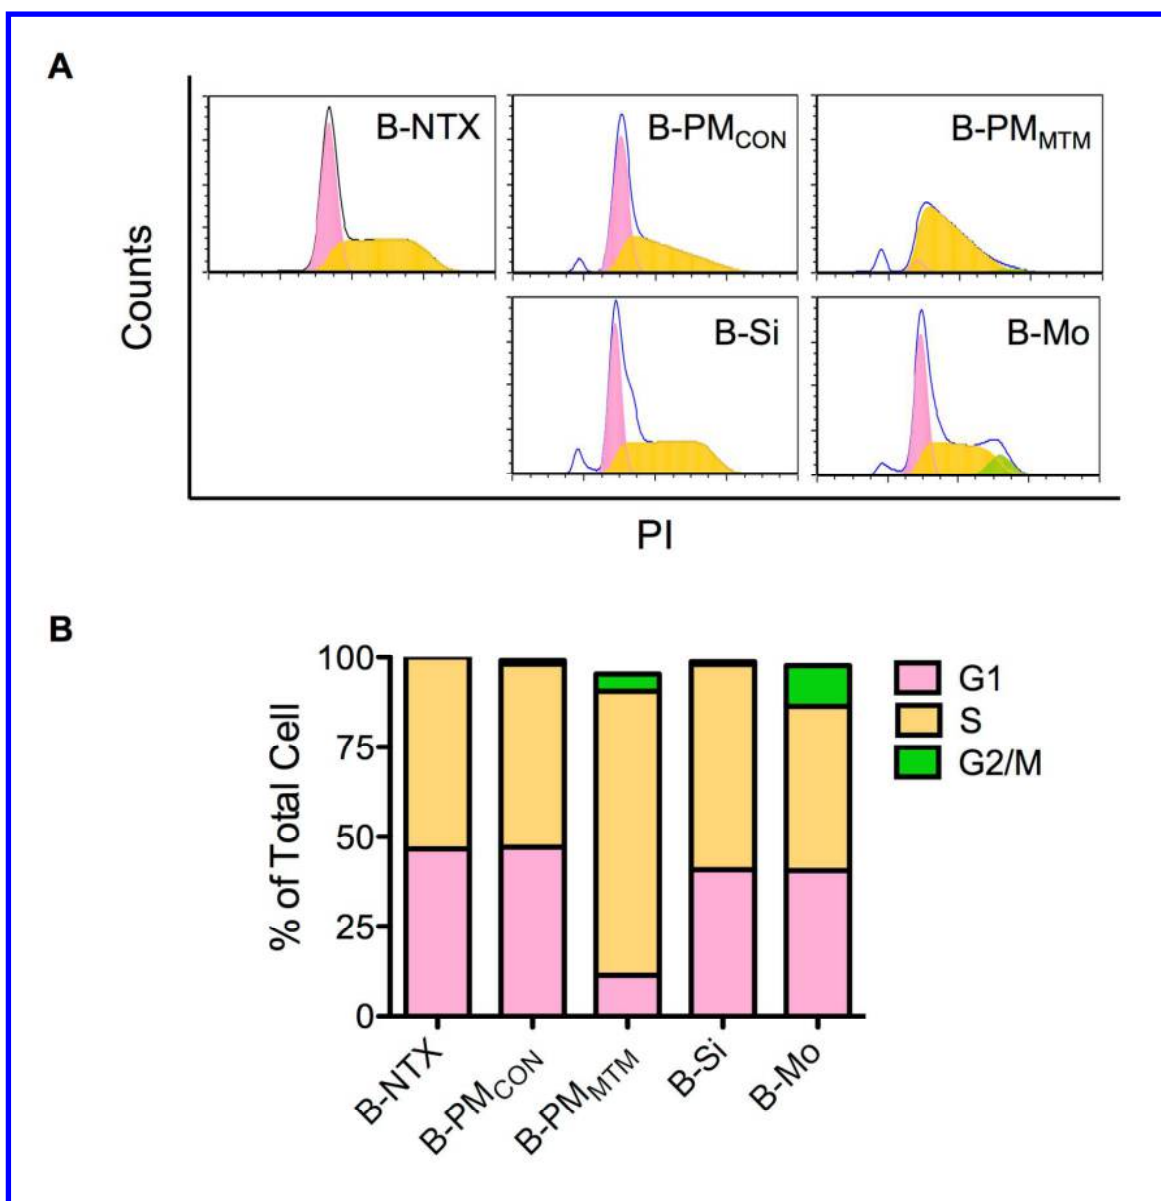 A
Counts
B-NTX
B-PMCON
B-PMMTM
B-Si
B-Mo
PI
B
% of Total Cell
100
75
50
25
0
G1
S
G2/M
B-NTX
B-PMCON
B-PMMTM
B-Si
B-Mo